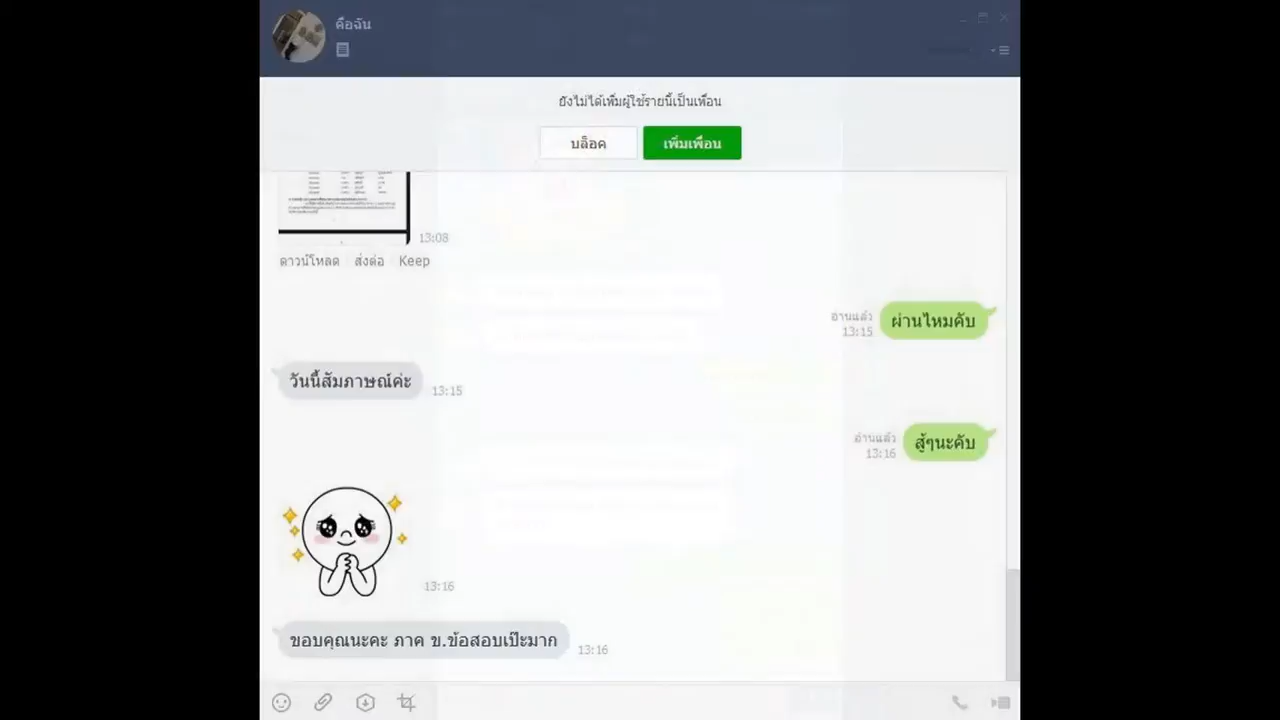 คือฉัน
ยังไม่ได้เพิ่มผู้ใช้รายนี้เป็นเพื่อน
บล็อค
เพิ่มเพื่อน
13:08
ดาวน์โหลด ส่งต่อ Keep
อ่านแล้ว
13:15
ผ่านไหมคับ
วันนี้สัมภาษณ์ค่ะ
13:15
อ่านแล้ว
13:16
สู้ๆนะคับ
13:16
ขอบคุณนะคะ ภาค ข.ข้อสอบเป๊ะมาก
13:16